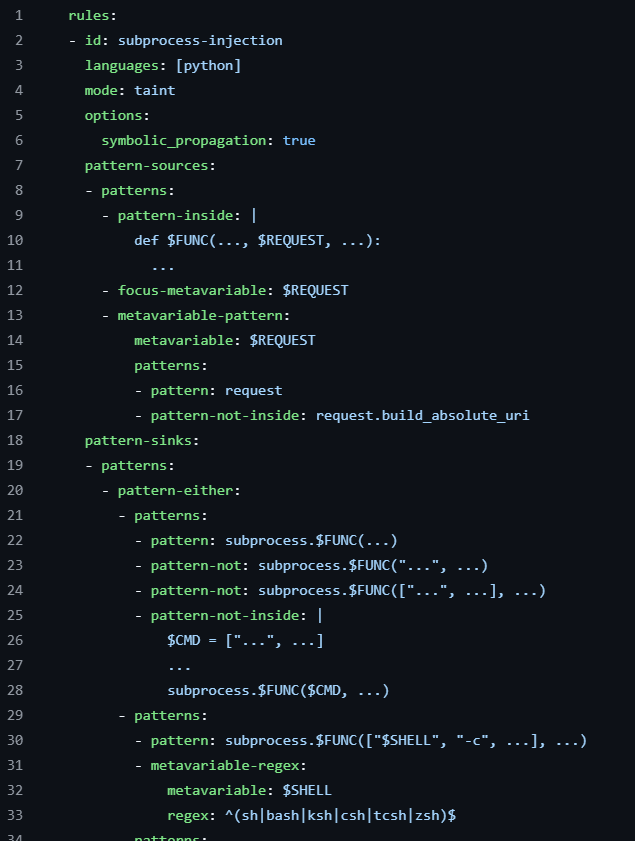 1 rules:
2 - id: subprocess-injection
3 languages: [python]
4 mode: taint
5 options:
6 symbolic_propagation: true
7 pattern-sources:
8 - patterns:
9 - pattern-inside: |
10 def $FUNC(..., $REQUEST, ...):
11 ...
12 - focus-metavariable: $REQUEST
13 - metavariable-pattern:
14 metavariable: $REQUEST
15 patterns:
16 - pattern: request
17 - pattern-not-inside: request.build_absolute_uri
18 pattern-sinks:
19 - patterns:
20 - pattern-either:
21 - patterns:
22 - pattern: subprocess.$FUNC(...)
23 - pattern-not: subprocess.$FUNC("...", ...)
24 - pattern-not: subprocess.$FUNC(["...", ...], ...)
25 - pattern-not-inside: |
26 $CMD = ["...", ...]
27 ...
28 subprocess.$FUNC($CMD, ...)
29 - patterns:
30 - pattern: subprocess.$FUNC(["$SHELL", "-c", ...], ...)
31 - metavariable-regex:
32 metavariable: $SHELL
33 regex: ^(sh|bash|ksh|csh|tcsh|zsh)$
34 patterns: